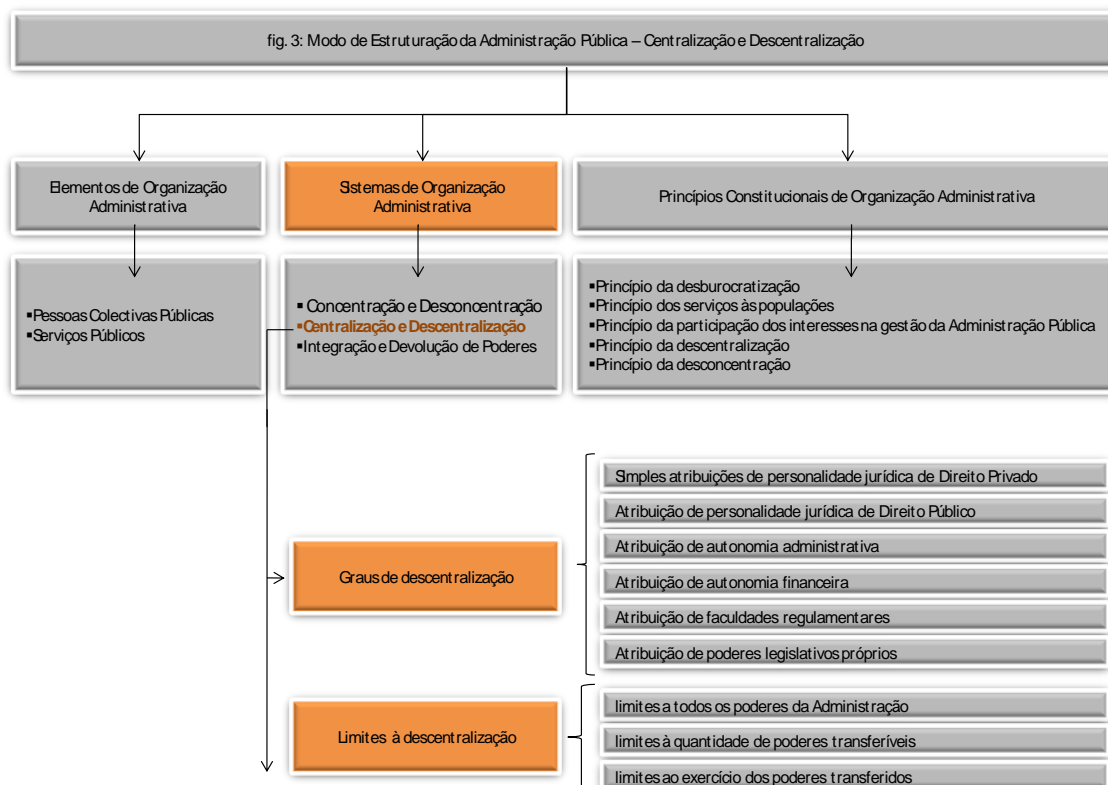 fig. 3: Modo de Estruturação da Administração Pública – Centralização e Descentralização
Elementos de Organização
Administrativa
Sistemas de Organização
Administrativa
Princípios Constitucionais de Organização Administrativa
▪Pessoas Colectivas Públicas
▪Serviços Públicos
▪ Concentração e Desconcentração
▪Centralização e Descentralização
▪Integração e Devolução de Poderes
▪Princípio da desburocratização
▪Princípio dos serviços às populações
▪Princípio da participação dos interesses na gestão da Administração Pública
▪Princípio da descentralização
▪Princípio da desconcentração
Graus de descentralização
Simples atribuições de personalidade jurídica de Direito Privado
Atribuição de personalidade jurídica de Direito Público
Atribuição de autonomia administrativa
Atribuição de autonomia financeira
Atribuição de faculdades regulamentares
Atribuição de poderes legislativos próprios
Limites à descentralização
limites a todos os poderes da Administração
limites à quantidade de poderes transferíveis
limites ao exercício dos poderes transferidos